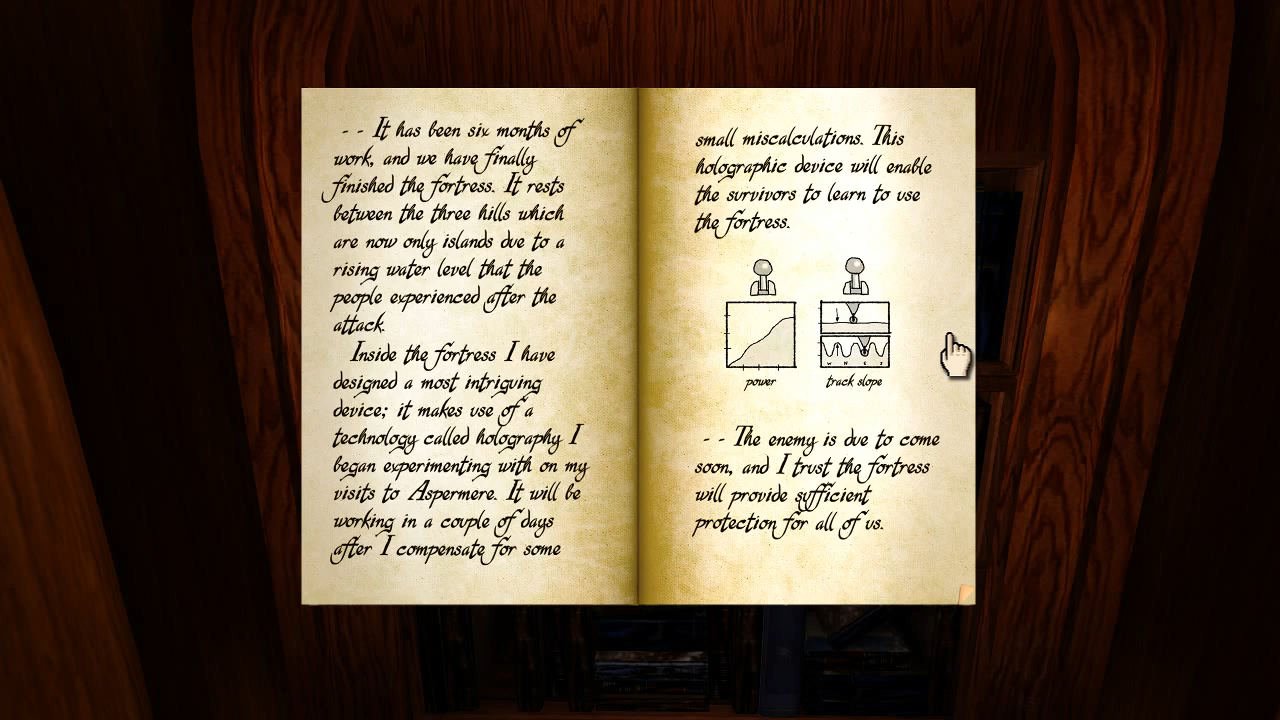 -- It has been six months of
work, and we have finally
finished the fortress. It rests
between the three hills which
are now only islands due to a
rising water level that the
people experienced after the
attack.
Inside the fortress I have
designed a most intriguing
device; it makes use of a
technology called holography I
began experimenting with on my
visits to Aspermere. It will be
working in a couple of days
after I compensate for some
small miscalculations. This
holographic device will enable
the survivors to learn to use
the fortress.
W N E S
power
track slope
-- The enemy is due to come
soon, and I trust the fortress
will provide sufficient
protection for all of us.